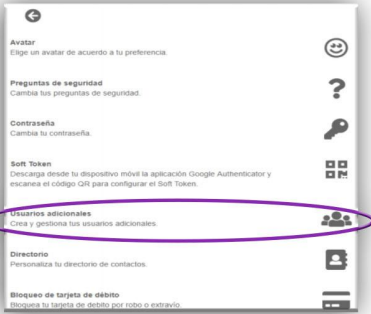 Avatar
Elige un avatar de acuerdo a tu preferencia.
Preguntas de seguridad
Cambia tus preguntas de seguridad.
Contraseña
Cambia tu contraseña.
Soft Token
Descarga desde tu dispositivo móvil la aplicación Google Authenticator y
escanea el código QR para configurar el Soft Token.
Usuarios adicionales
Crea y gestiona tus usuarios adicionales.
Directorio
Personaliza tu directorio de contactos.
Bloqueo de tarjeta de débito
Bloquea tu tarjeta de débito por robo o extravío.